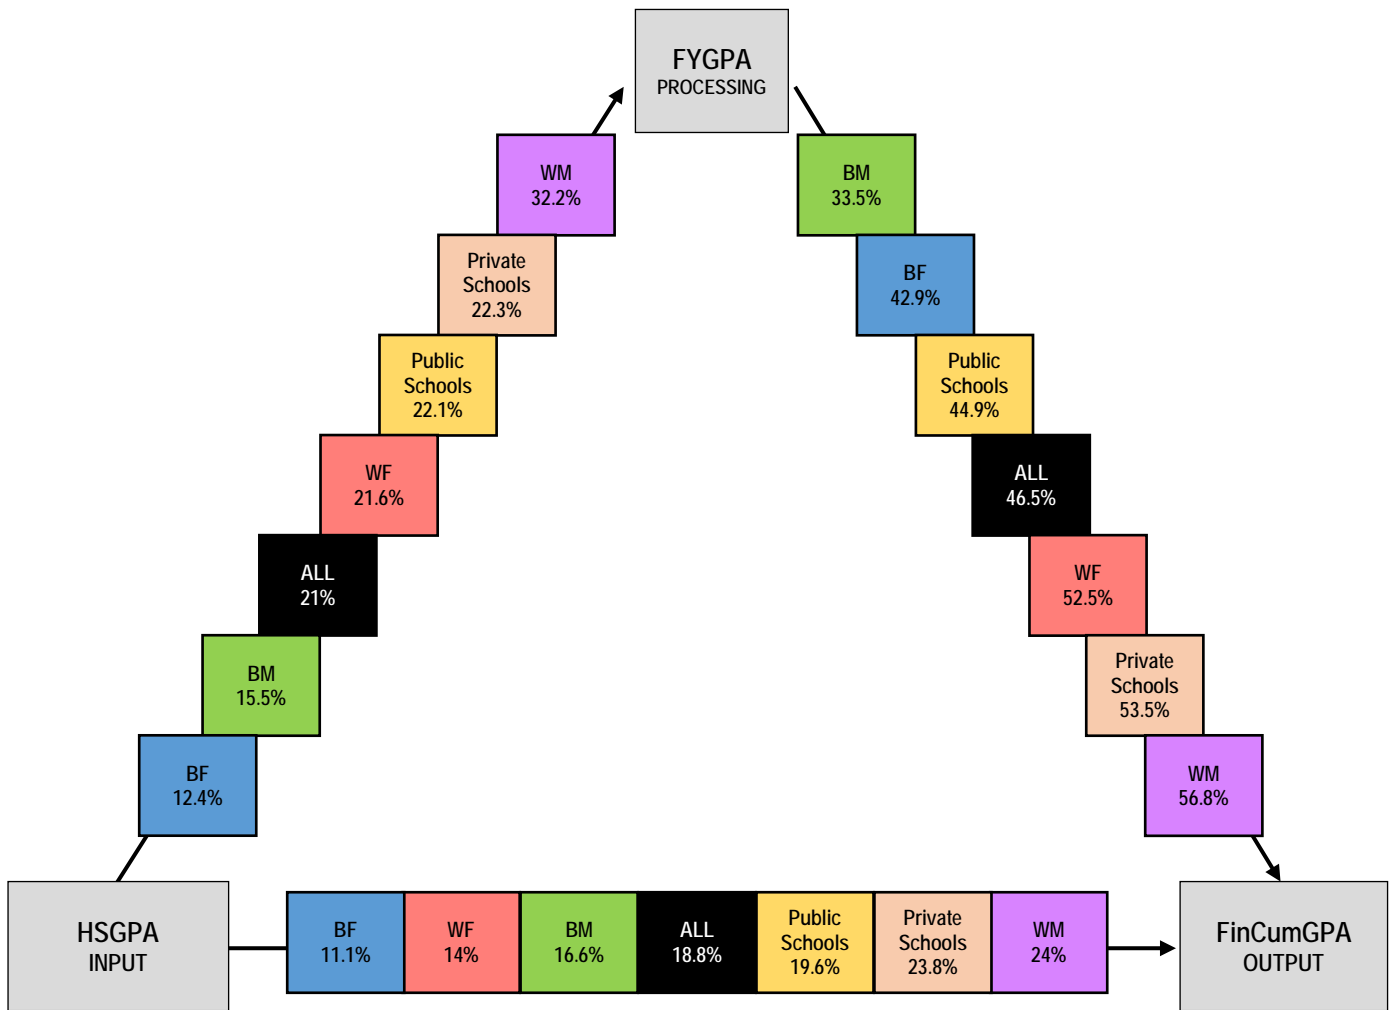 FYGPA
PROCESSING
WM
32.2%
Private
Schools
22.3%
Public
Schools
22.1%
WF
21.6%
ALL
21%
BM
15.5%
BF
12.4%
BM
33.5%
BF
42.9%
Public
Schools
44.9%
ALL
46.5%
WF
52.5%
Private
Schools
53.5%
WM
56.8%
HSGPA
INPUT
BF
11.1%
WF
14%
BM
16.6%
ALL
18.8%
Public
Schools
19.6%
Private
Schools
23.8%
WM
24%
FinCumGPA
OUTPUT